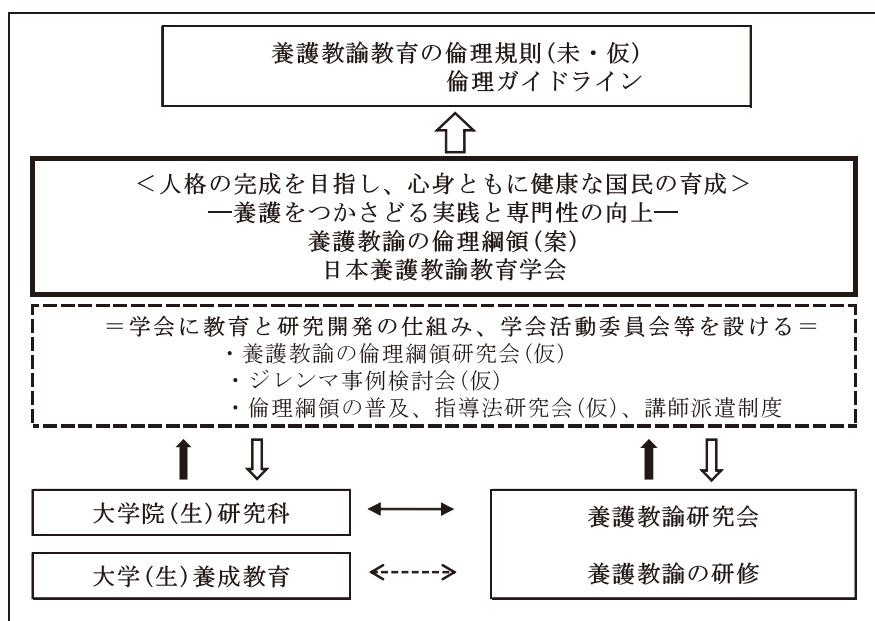 養護教諭教育の倫理規則(未・仮)
倫理ガイドライン
＜人格の完成を目指し、心身ともに健康な国民の育成＞
―養護をつかさどる実践と専門性の向上―
養護教諭の倫理綱領(案)
日本養護教諭教育学会
＝学会に教育と研究開発の仕組み、学会活動委員会等を設ける＝
・養護教諭の倫理綱領研究会(仮)
・ジレンマ事例検討会(仮)
・倫理綱領の普及、指導法研究会(仮)、講師派遣制度
大学院(生)研究科
養護教諭研究会
大学(生)養成教育
養護教諭の研修